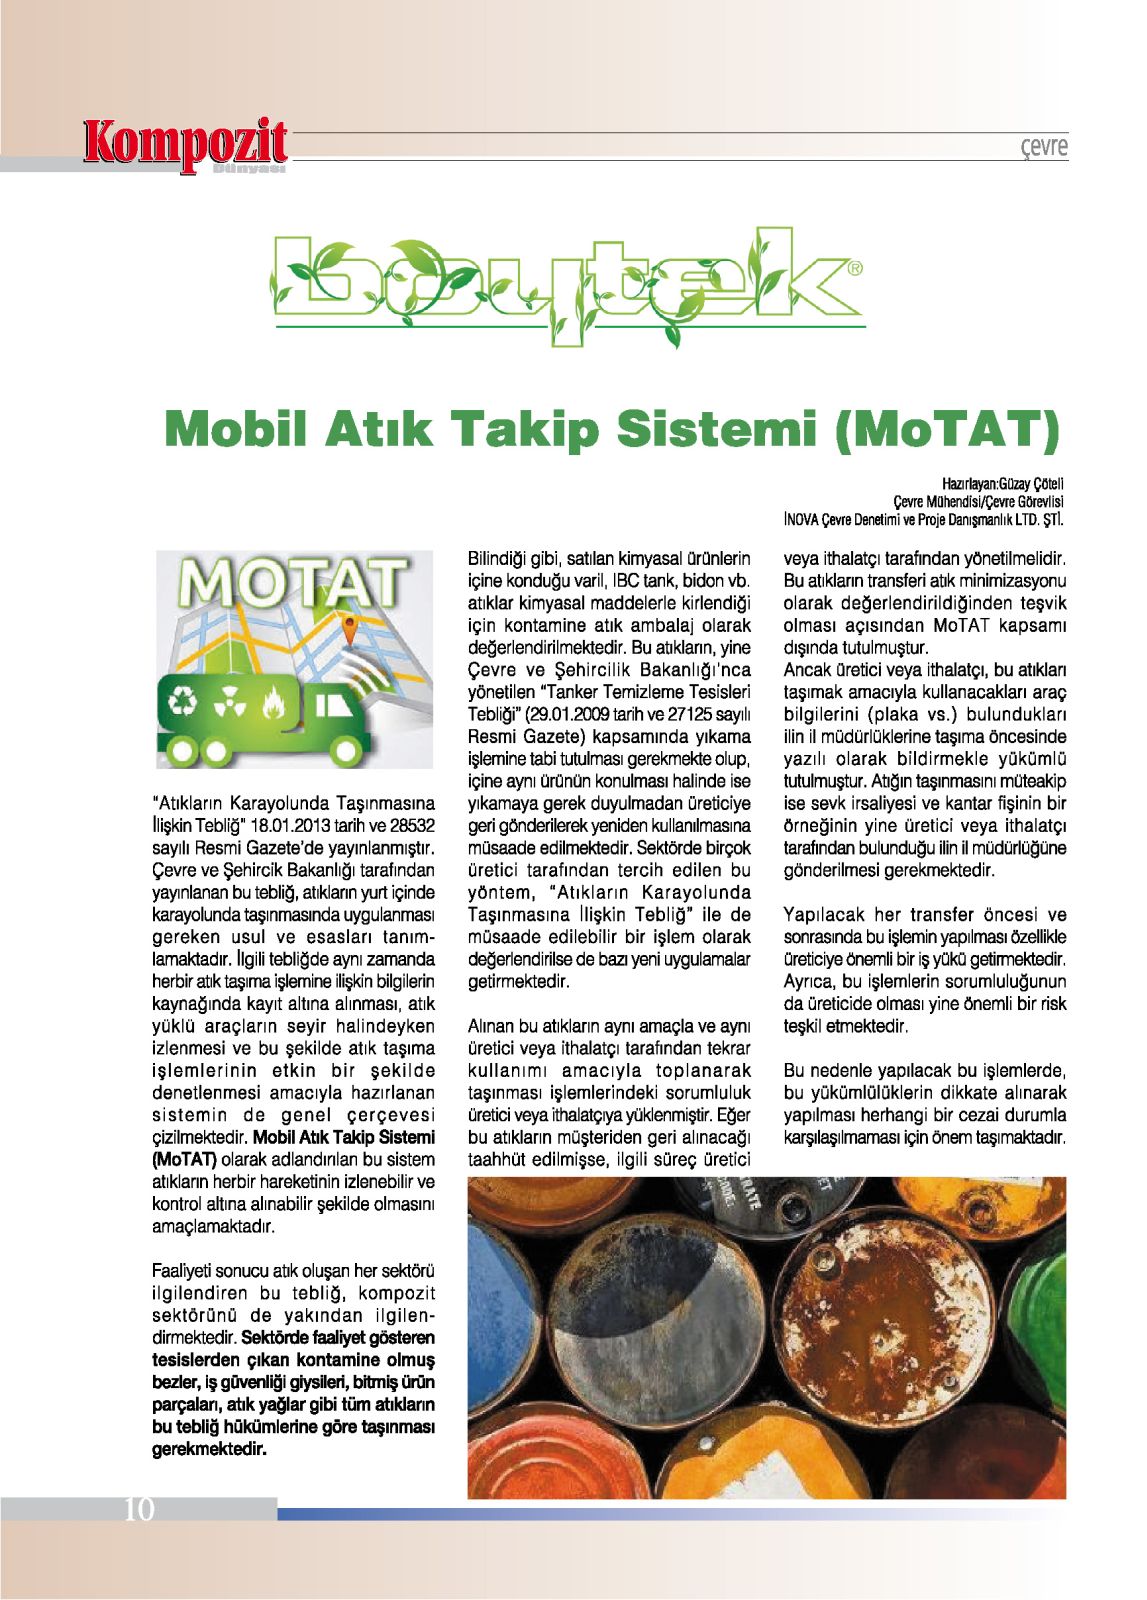 Kompozit
Dünyası
çevre
boytek®
Mobil Atık Takip Sistemi (MoTAT)
Hazırlayan:Güzay Çöteli
Çevre Mühendisi/Çevre Görevlisi
İNOVA Çevre Denetimi ve Proje Danışmanlık LTD. ŞTİ.
MOTAT
“Atıkların Karayolunda Taşınmasına
İlişkin Tebliğ” 18.01.2013 tarih ve 28532
sayılı Resmi Gazete’de yayınlanmıştır.
Çevre ve Şehircik Bakanlığı tarafından
yayınlanan bu tebliğ, atıkların yurt içinde
karayolunda taşınmasında uygulanması
gereken usul ve esasları tanım-
lamaktadır. İlgili tebliğde aynı zamanda
herbir atık taşıma işlemine ilişkin bilgilerin
kaynağında kayıt altına alınması, atık
yüklü araçların seyir halindeyken
izlenmesi ve bu şekilde atık taşıma
işlemlerinin etkin bir şekilde
denetlenmesi amacıyla hazırlanan
sistemin de genel çerçevesi
çizilmektedir. Mobil Atık Takip Sistemi
(MoTAT) olarak adlandırılan bu sistem
atıkların herbir hareketinin izlenebilir ve
kontrol altına alınabilir şekilde olmasını
amaçlamaktadır.
Faaliyeti sonucu atık oluşan her sektörü
ilgilendiren bu tebliğ, kompozit
sektörünü de yakından ilgilen-
dirmektedir. Sektörde faaliyet gösteren
tesislerden çıkan kontamine olmuş
bezler, iş güvenliği giysileri, bitmiş ürün
parçaları, atık yağlar gibi tüm atıkların
bu tebliğ hükümlerine göre taşınması
gerekmektedir.
Bilindiği gibi, satılan kimyasal ürünlerin
içine konduğu varil, IBC tank, bidon vb.
atıklar kimyasal maddelerle kirlendiği
için kontamine atık ambalaj olarak
değerlendirilmektedir. Bu atıkların, yine
Çevre ve Şehircilik Bakanlığı’nca
yönetilen “Tanker Temizleme Tesisleri
Tebliği” (29.01.2009 tarih ve 27125 sayılı
Resmi Gazete) kapsamında yıkama
işlemine tabi tutulması gerekmekte olup,
içine aynı ürünün konulması halinde ise
yıkamaya gerek duyulmadan üreticiye
geri gönderilerek yeniden kullanılmasına
müsaade edilmektedir. Sektörde birçok
üretici tarafından tercih edilen bu
yöntem, “Atıkların Karayolunda
Taşınmasına İlişkin Tebliğ” ile de
müsaade edilebilir bir işlem olarak
değerlendirilse de bazı yeni uygulamalar
getirmektedir.
Alınan bu atıkların aynı amaçla ve aynı
üretici veya ithalatçı tarafından tekrar
kullanımı amacıyla toplanarak
taşınması işlemlerindeki sorumluluk
üretici veya ithalatçıya yüklenmiştir. Eğer
bu atıkların müşteriden geri alınacağı
taahhüt edilmişse, ilgili süreç üretici
veya ithalatçı tarafından yönetilmelidir.
Bu atıkların transferi atık minimizasyonu
olarak değerlendirildiğinden teşvik
olması açısından MoTAT kapsamı
dışında tutulmuştur.
Ancak üretici veya ithalatçı, bu atıkları
taşımak amacıyla kullanacakları araç
bilgilerini (plaka vs.) bulundukları
ilin il müdürlüklerine taşıma öncesinde
yazılı olarak bildirmekle yükümlü
tutulmuştur. Atığın taşınmasını müteakip
ise sevk irsaliyesi ve kantar fişinin bir
örneğinin yine üretici veya ithalatçı
tarafından bulunduğu ilin il müdürlüğüne
gönderilmesi gerekmektedir.
Yapılacak her transfer öncesi ve
sonrasında bu işlemin yapılması özellikle
üreticiye önemli bir iş yükü getirmektedir.
Ayrıca, bu işlemlerin sorumluluğunun
da üreticide olması yine önemli bir risk
teşkil etmektedir.
Bu nedenle yapılacak bu işlemlerde,
bu yükümlülüklerin dikkate alınarak
yapılması herhangi bir cezai durumla
karşılaşılmaması için önem taşımaktadır.
10